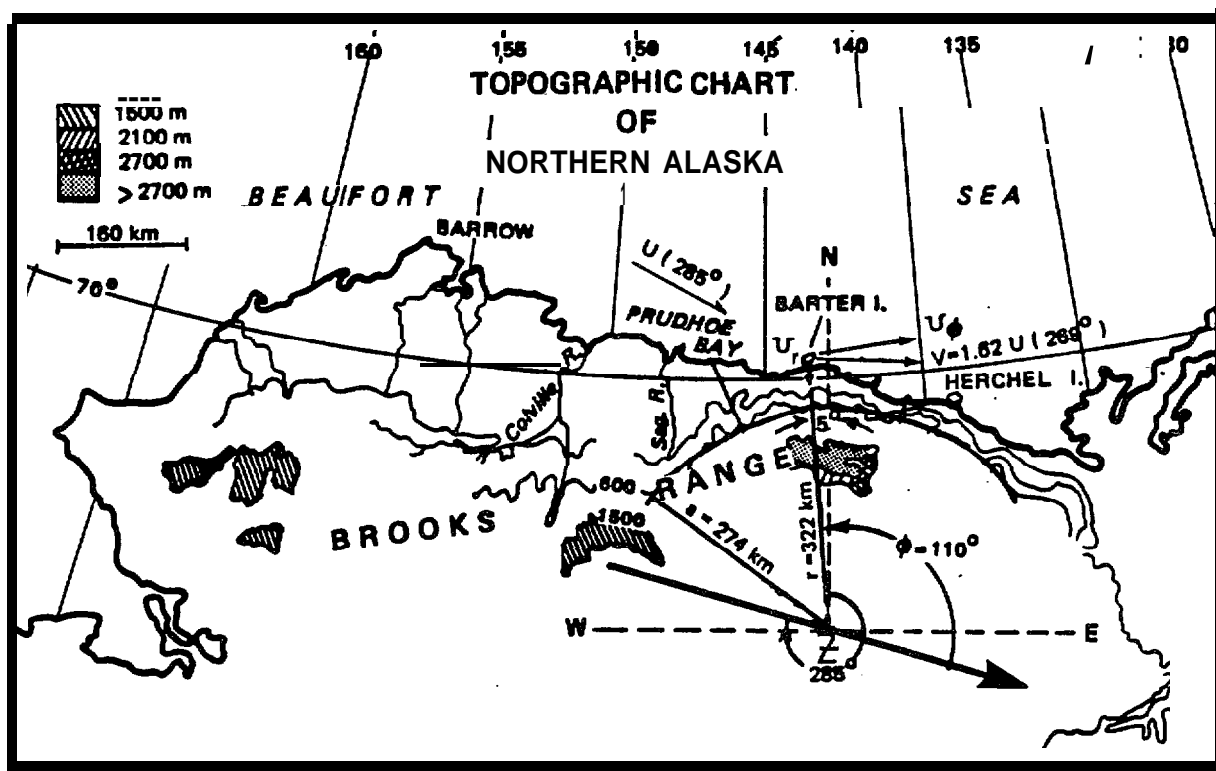 160 155 150 145 140 135
TOPOGRAPHIC CHART
OF
NORTHERN ALASKA
1500 m
2100 m
2700 m
> 2700 m
160 km
BEAUFORT SEA
BARROW
70°
U (285°)
N
BARTER I.
PRUDHOE
BAY
V=1.62 U (269°)
HERCHEL I.
Colville
R.
Sag. R.
5°
600
RANGE
1500
BROOKS
a = 274 km
r = 322 km
ϕ = 110°
W
E
285°